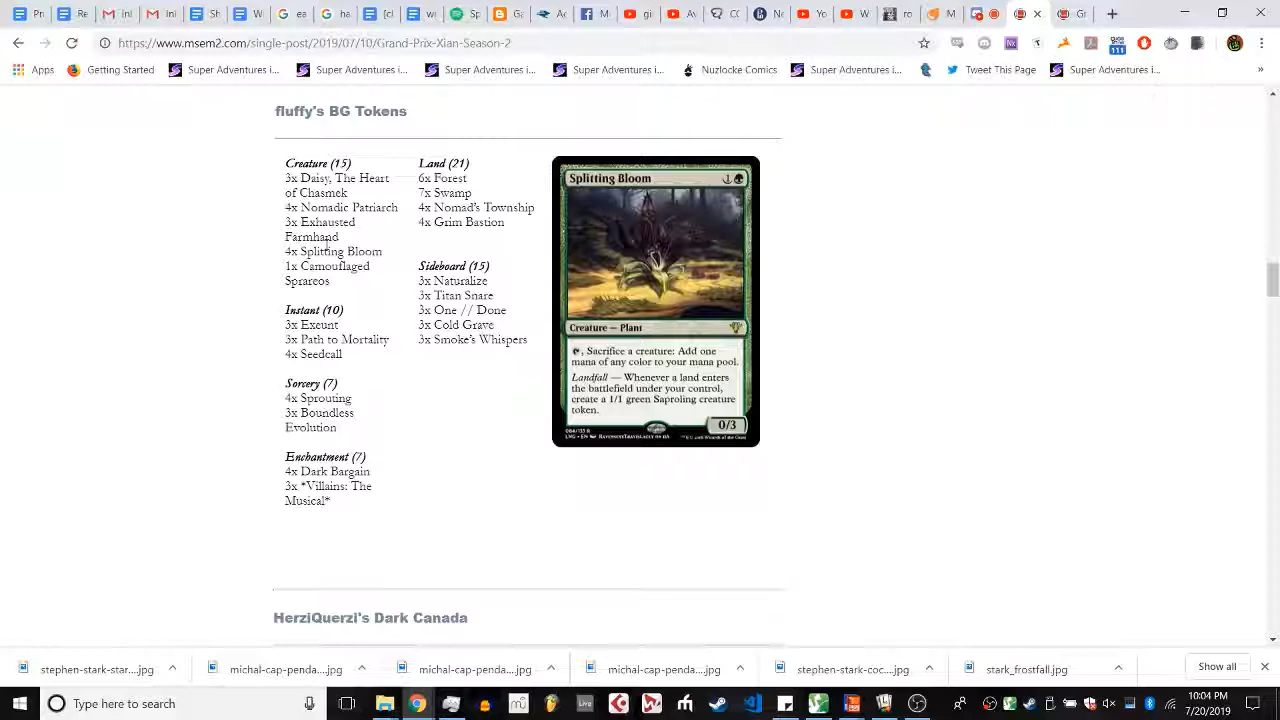 https://www.msem2.com/single-post/2019/07/10/Grand-Prix-Xian-Season-2
Apps
Getting Started
Super Adventures i...
Super Adventures i...
Super Adventures i...
Super Adventures i...
Nuzlocke Comics
Super Adventures i...
Tweet This Page
Super Adventures i...
»
fluffy's BG Tokens
Creature (15)
3x Daisy, The Heart
of Cosmos
4x Nomadic Patriarch
3x Exhausted
Farmhand
4x Splitting Bloom
1x Camouflaged
Instant (10)
3x Exeunt
3x Path to Mortality
4x Seedball
Sorcery (7)
4x Sprouting
3x Boundless
Evolution
Enchantment (7)
4x Dark Bargain
3x *Villains: The
Musical*
Land (21)
6x Forest
7x Swamp
4x Nomad's Township
4x Grim Bastion
Sideboard (15)
3x Naturalize
3x Titan Snare
3x One // Done
3x Cold Grave
3x Smoke's Whispers
Splitting Bloom
1
Creature — Plant
, Sacrifice a creature: Add one
mana of any color to your mana pool.
Landfall — Whenever a land enters
the battlefield under your control,
create a 1/1 green Saproling creature
token.
0/3
HerziQuerzi's Dark Canada
stephen-stark-star...jpg
michal-cap-penda....jpg
michal-cap-penda....jpg
michal-cap-penda....jpg
stephen-stark-coc....jpg
stark_frostfall.jpg
Show all
Type here to search
10:04 PM
7/20/2019